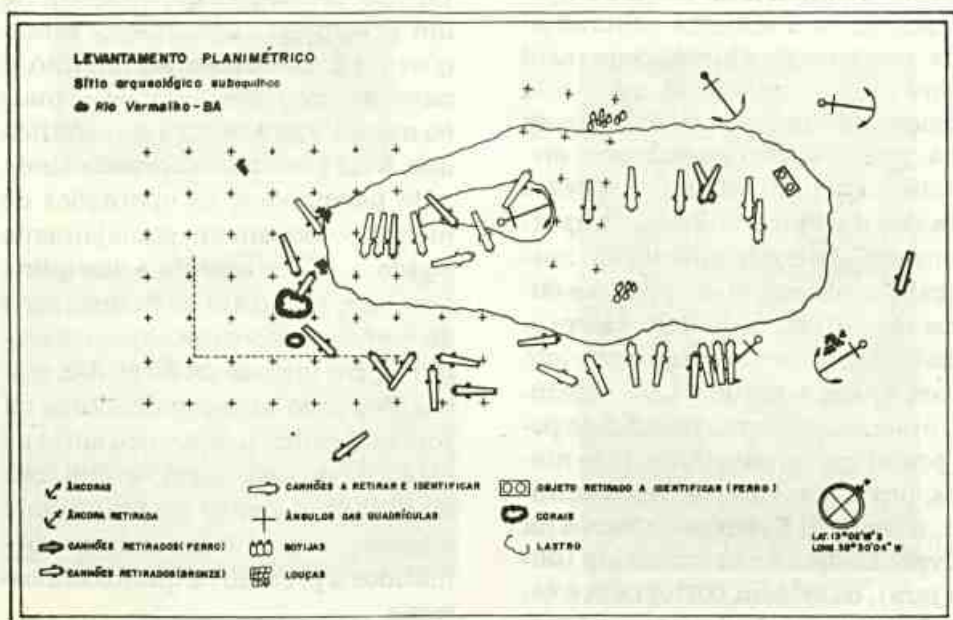 LEVANTAMENTO PLANIMÉTRICO
Sítio arqueológico subaquático
do Rio Vermelho - BA
ÂNCORAS
ÂNCORA RETIRADA
CANHÕES RETIRADOS (FERRO)
CANHÕES RETIRADOS (BRONZE)
CANHÕES A RETIRAR E IDENTIFICAR
ÂNGULOS DAS QUADRÍCULAS
BOTIJAS
LOUÇAS
OBJETO RETIRADO A IDENTIFICAR (FERRO)
CORAIS
LASTRO